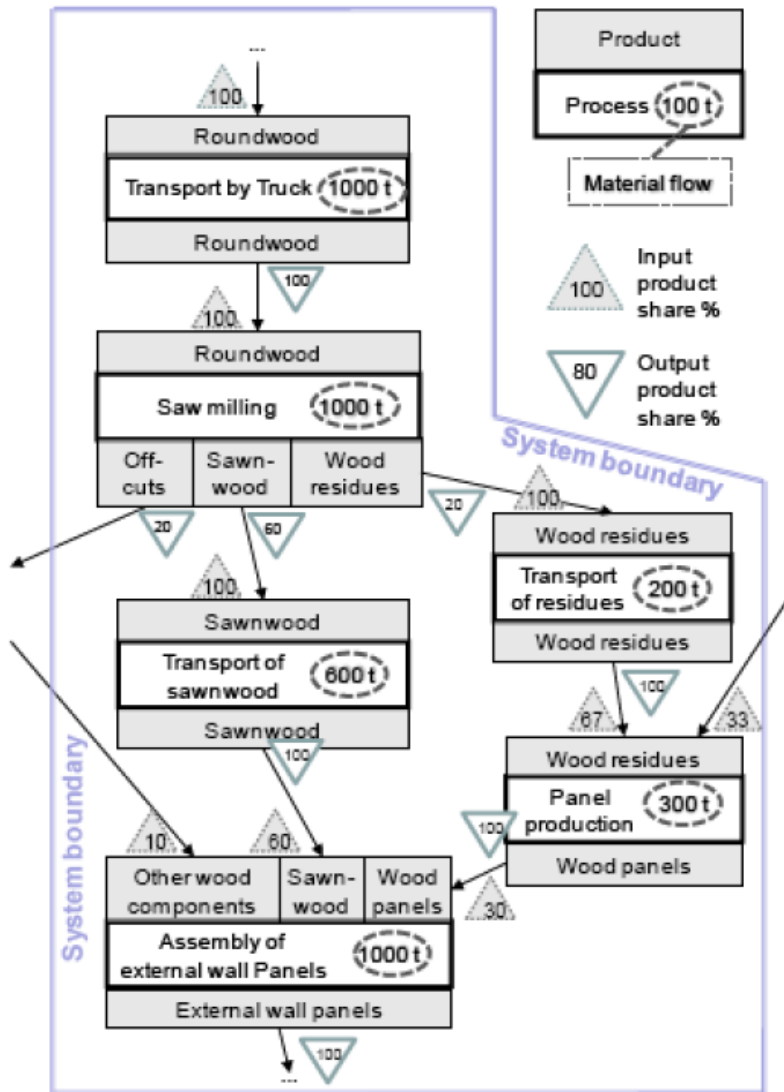 ...
100
Roundwood
Transport by Truck 1000 t
Roundwood
100
100
Roundwood
Saw milling 1000 t
Off-
cuts
Sawn-
wood
Wood
residues
20
60
20
100
Sawnwood
Transport of
sawnwood
600 t
Sawnwood
100
100
Wood residues
Transport
of residues
200 t
Wood residues
100
67
33
Wood residues
Panel
production
300 t
Wood panels
100
30
10
60
Other wood
components
Sawn-
wood
Wood
panels
Assembly of
external wall Panels
1000 t
External wall panels
100
...
System boundary
System boundary
Product
Process 100 t
Material flow
100
Input
product
share %
80
Output
product
share %